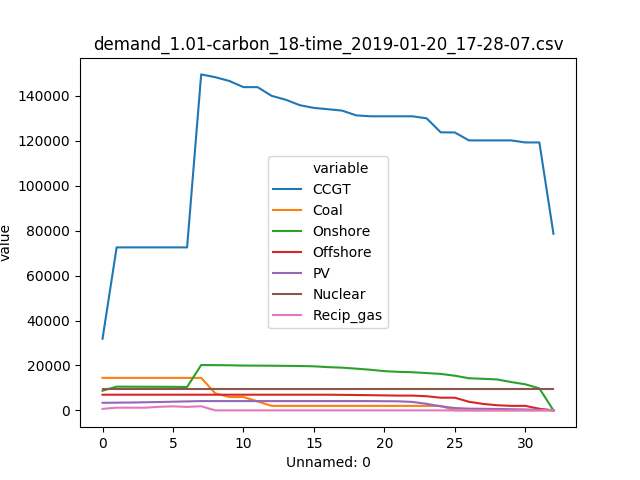 demand_1.01-carbon_18-time_2019-01-20_17-28-07.csv
140000
120000
100000
80000
60000
40000
20000
0
value
variable
CCGT
Coal
Onshore
Offshore
PV
Nuclear
Recip_gas
0 5 10 15 20 25 30
Unnamed: 0